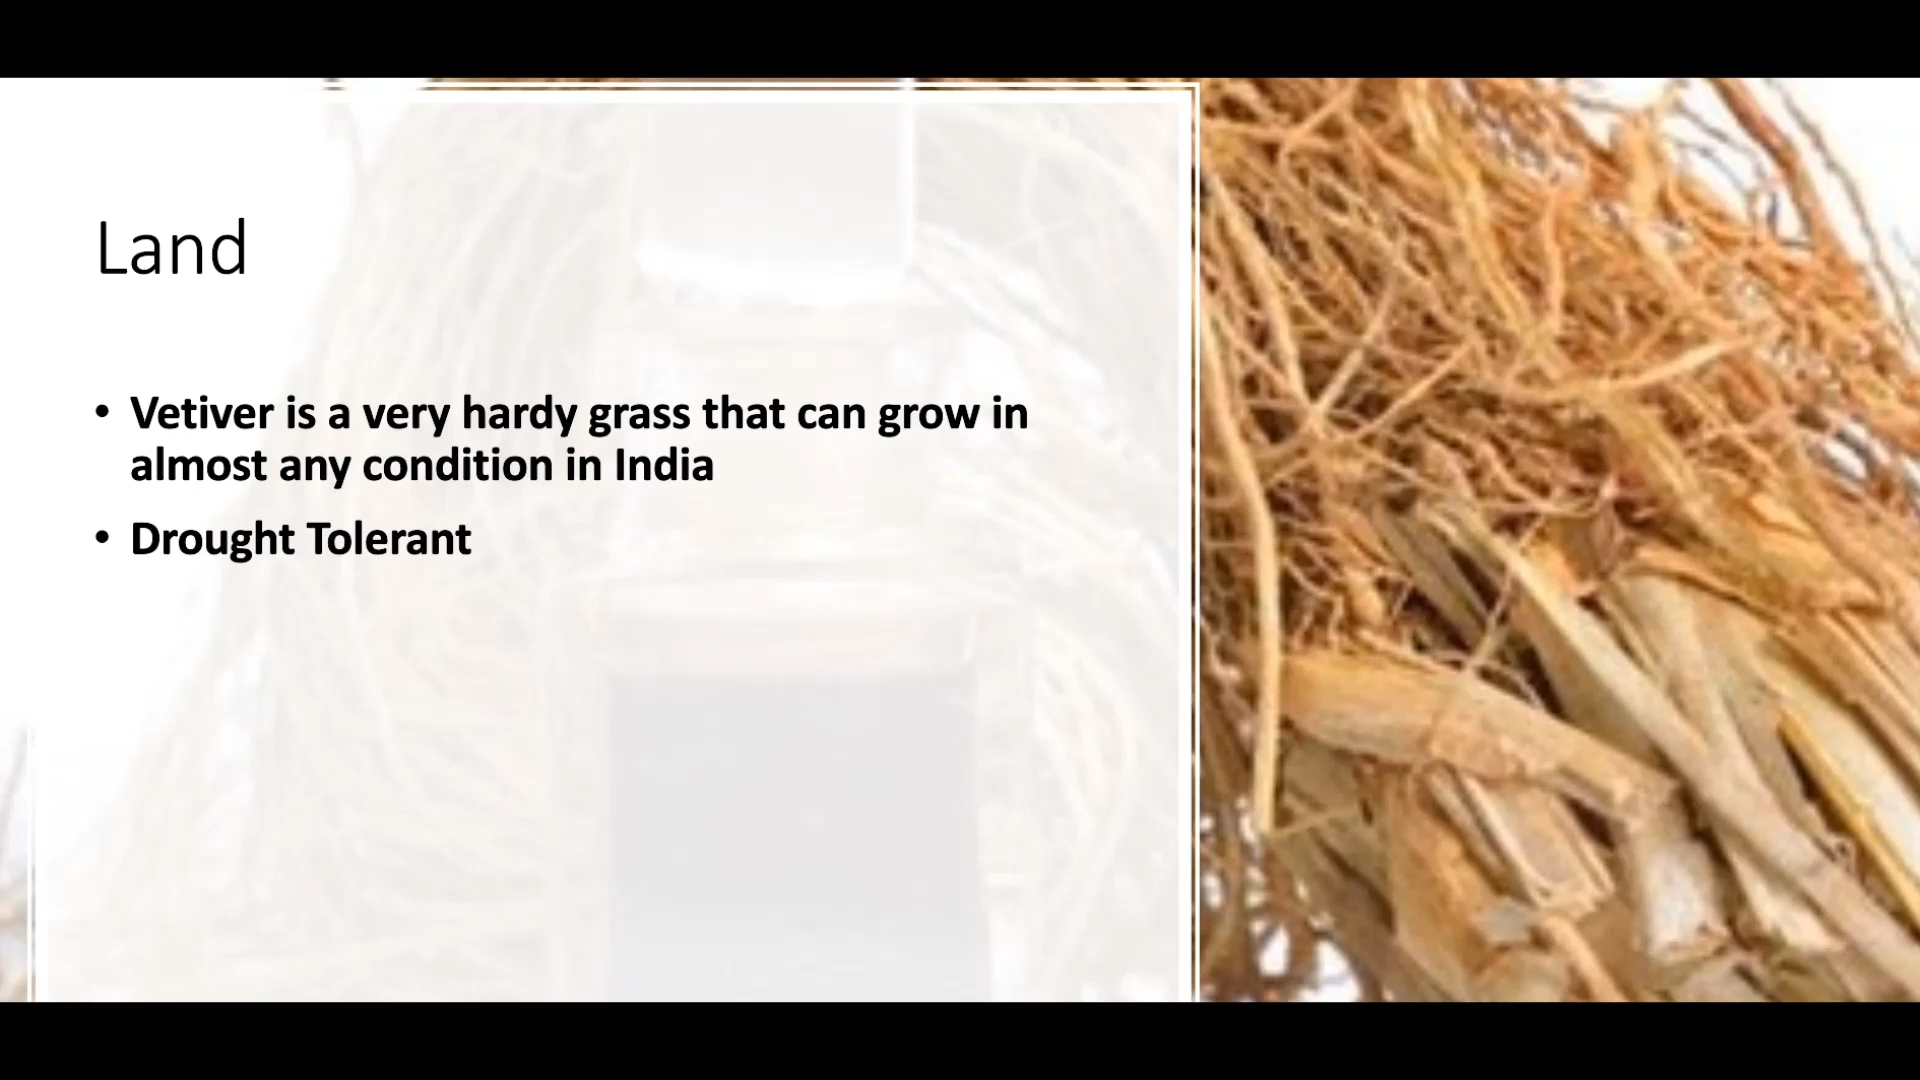 Land
• Vetiver is a very hardy grass that can grow in
almost any condition in India
• Drought Tolerant